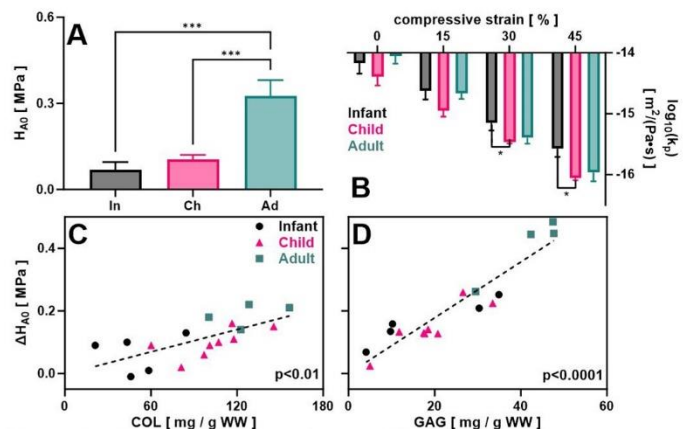 A
H_A0 [ MPa ]
0.6
0.3
0.0
***
***
In
Ch
Ad
compressive strain [ % ]
0
15
30
45
-14
-15
-16
log10(kp)
[ m²/(Pa•s) ]
Infant
Child
Adult
*
*
B
C
ΔH_A0 [ MPa ]
0.4
0.2
0.0
Infant
Child
Adult
p<0.01
0
60
120
180
COL [ mg / g WW ]
D
p<0.0001
0
20
40
60
GAG [ mg / g WW ]